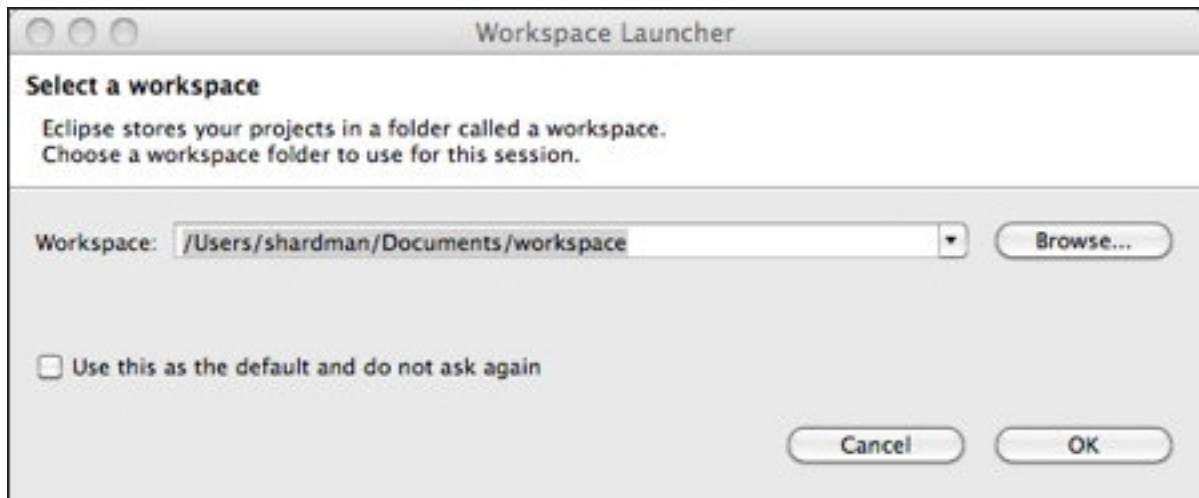 Workspace Launcher
Select a workspace
Eclipse stores your projects in a folder called a workspace.
Choose a workspace folder to use for this session.
Workspace: /Users/shardman/Documents/workspace Browse...
Use this as the default and do not ask again
Cancel OK